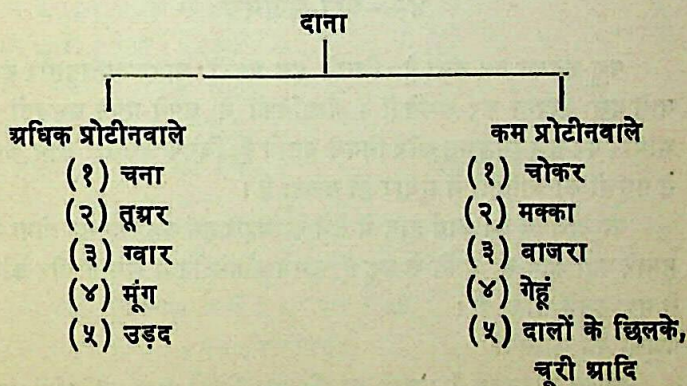 दाना
अधिक प्रोटीनवाले
(१) चना
(२) तूअर
(३) ग्वार
(४) मूंग
(५) उड़द
कम प्रोटीनवाले
(१) चोकर
(२) मक्का
(३) बाजरा
(४) गेहूं
(५) दालों के छिलके,
चूरी आदि